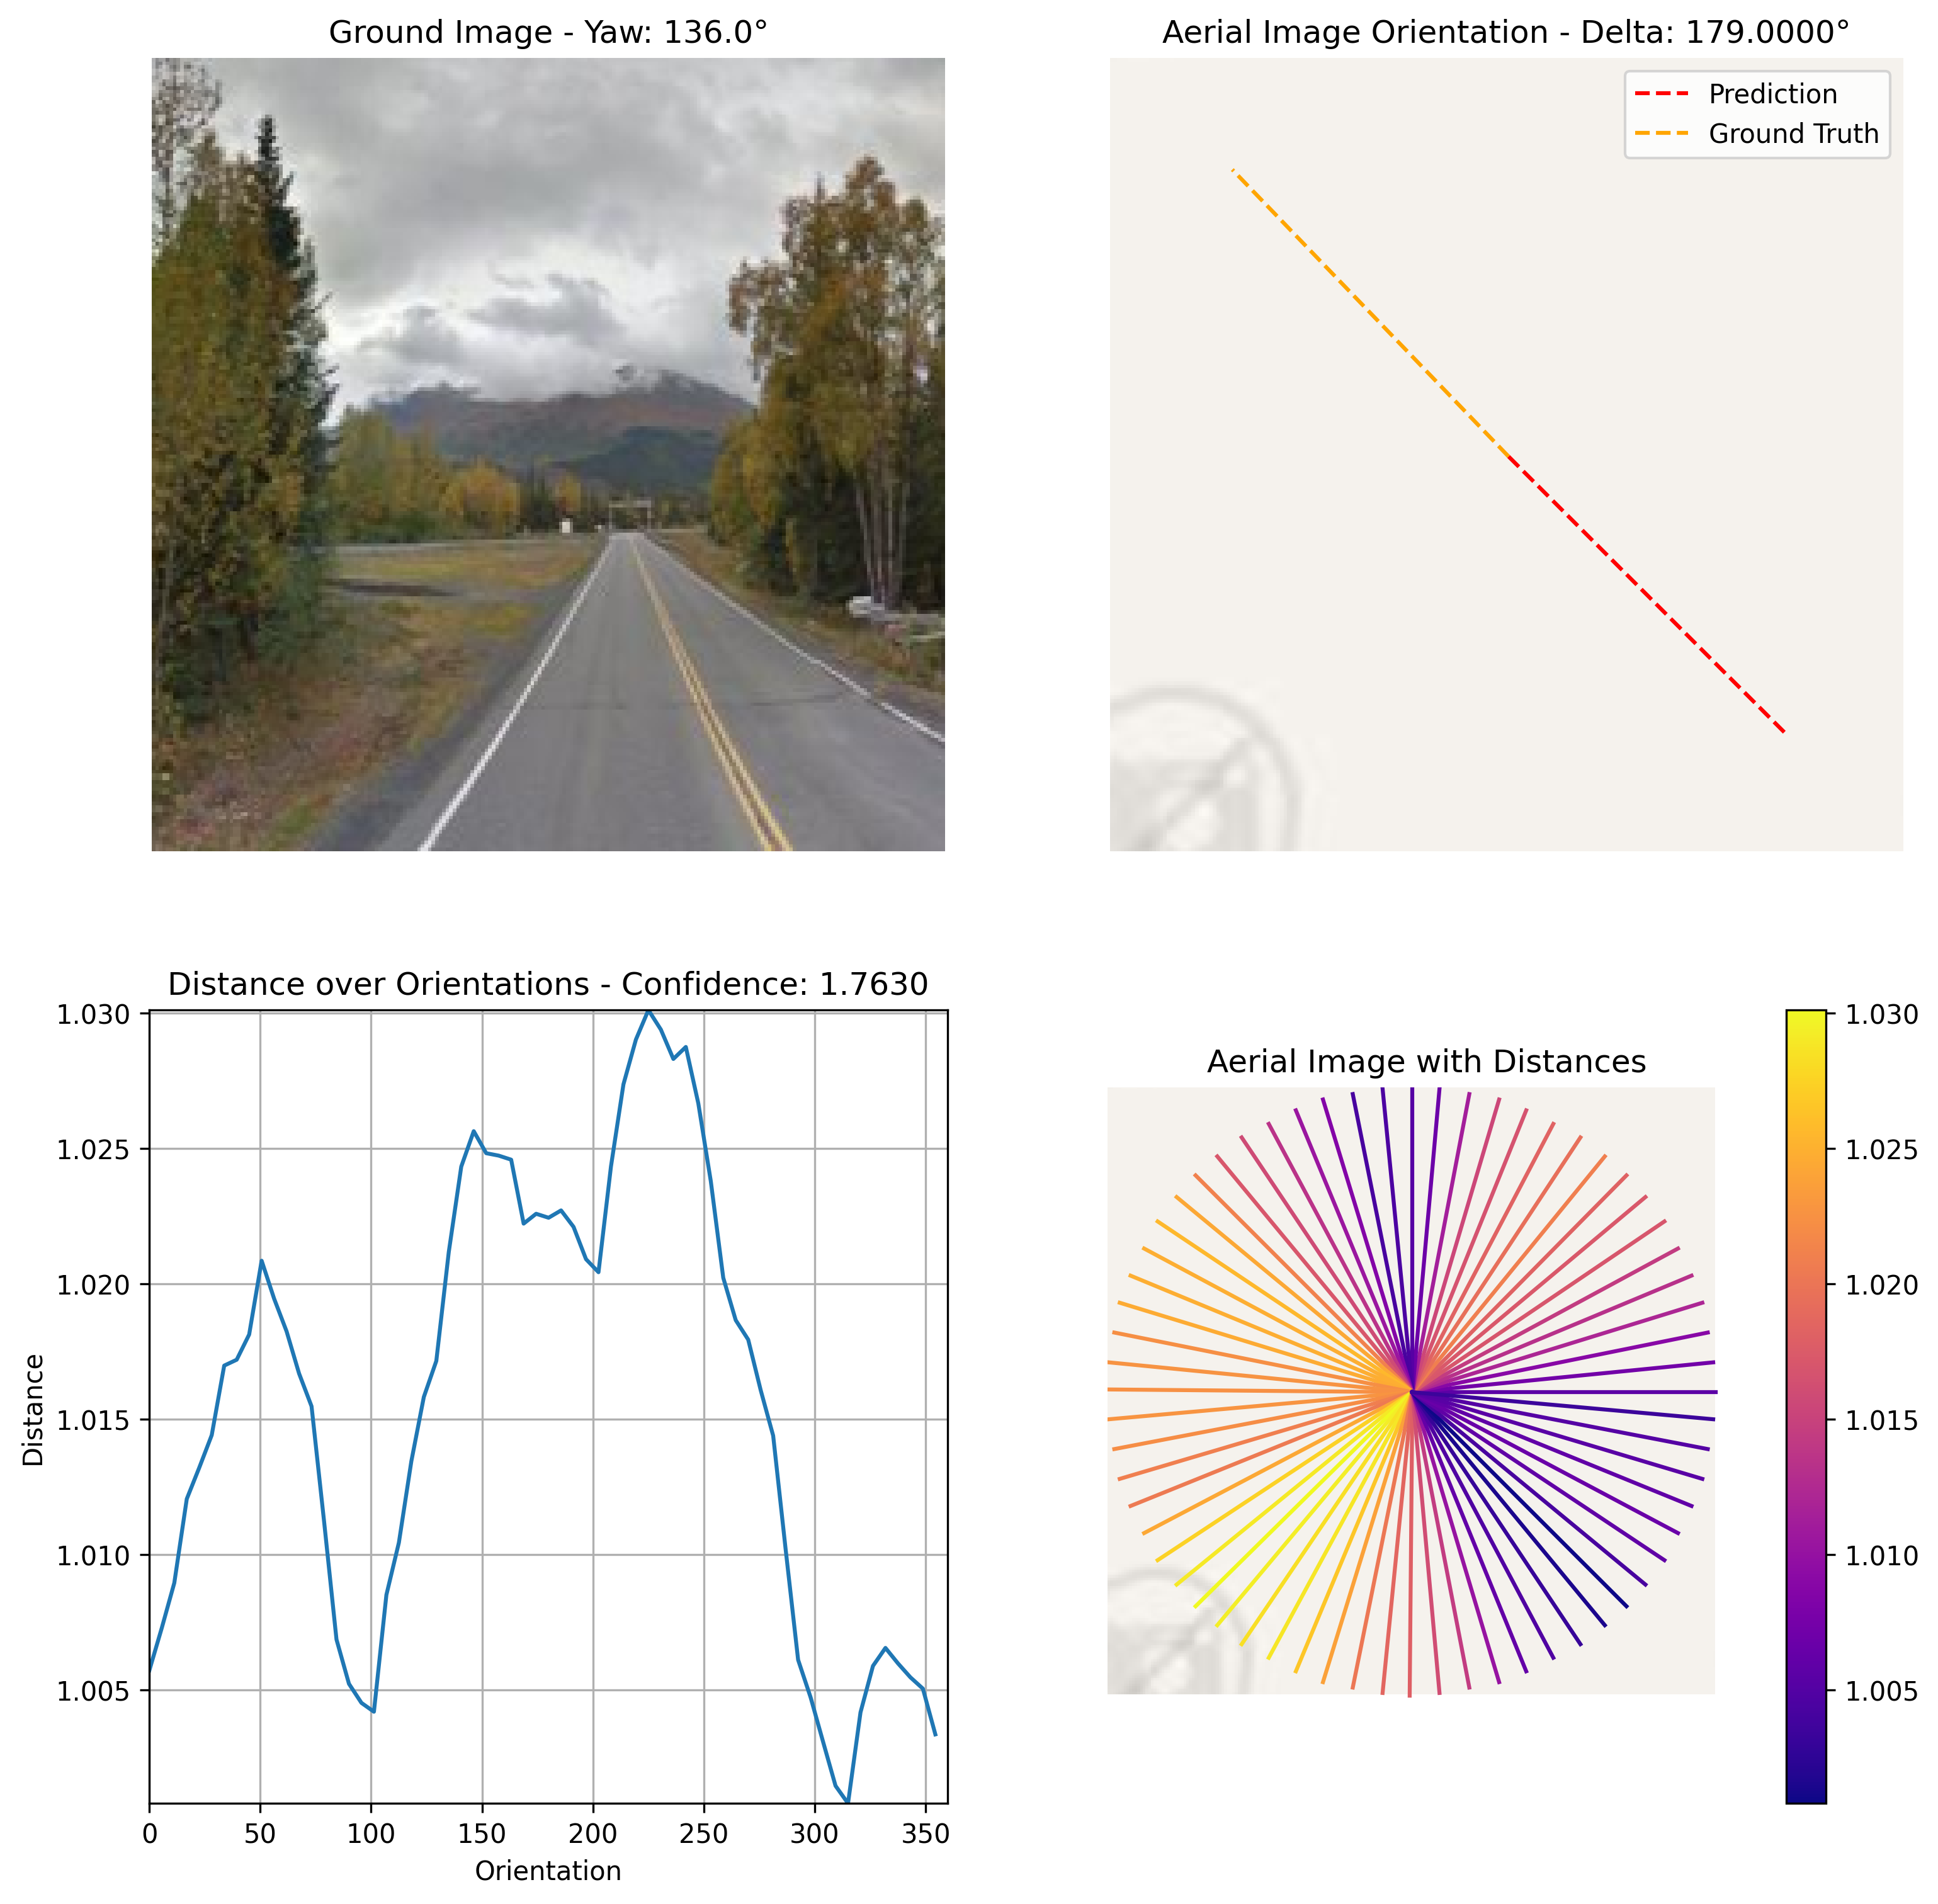 Ground Image - Yaw: 136.0°
Aerial Image Orientation - Delta: 179.0000°
Prediction
Ground Truth
Distance over Orientations - Confidence: 1.7630
1.030
1.025
1.020
1.015
1.010
1.005
Distance
0 50 100 150 200 250 300 350
Orientation
Aerial Image with Distances
1.030
1.025
1.020
1.015
1.010
1.005